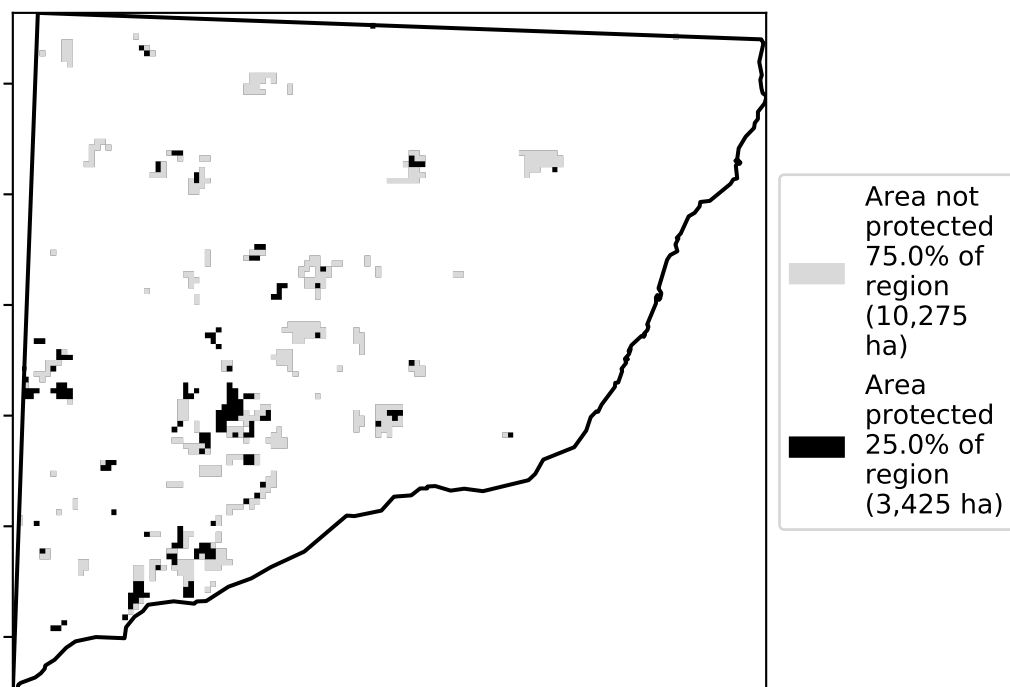 Area not
protected
75.0% of
region
(10,275
ha)
Area
protected
25.0% of
region
(3,425 ha)